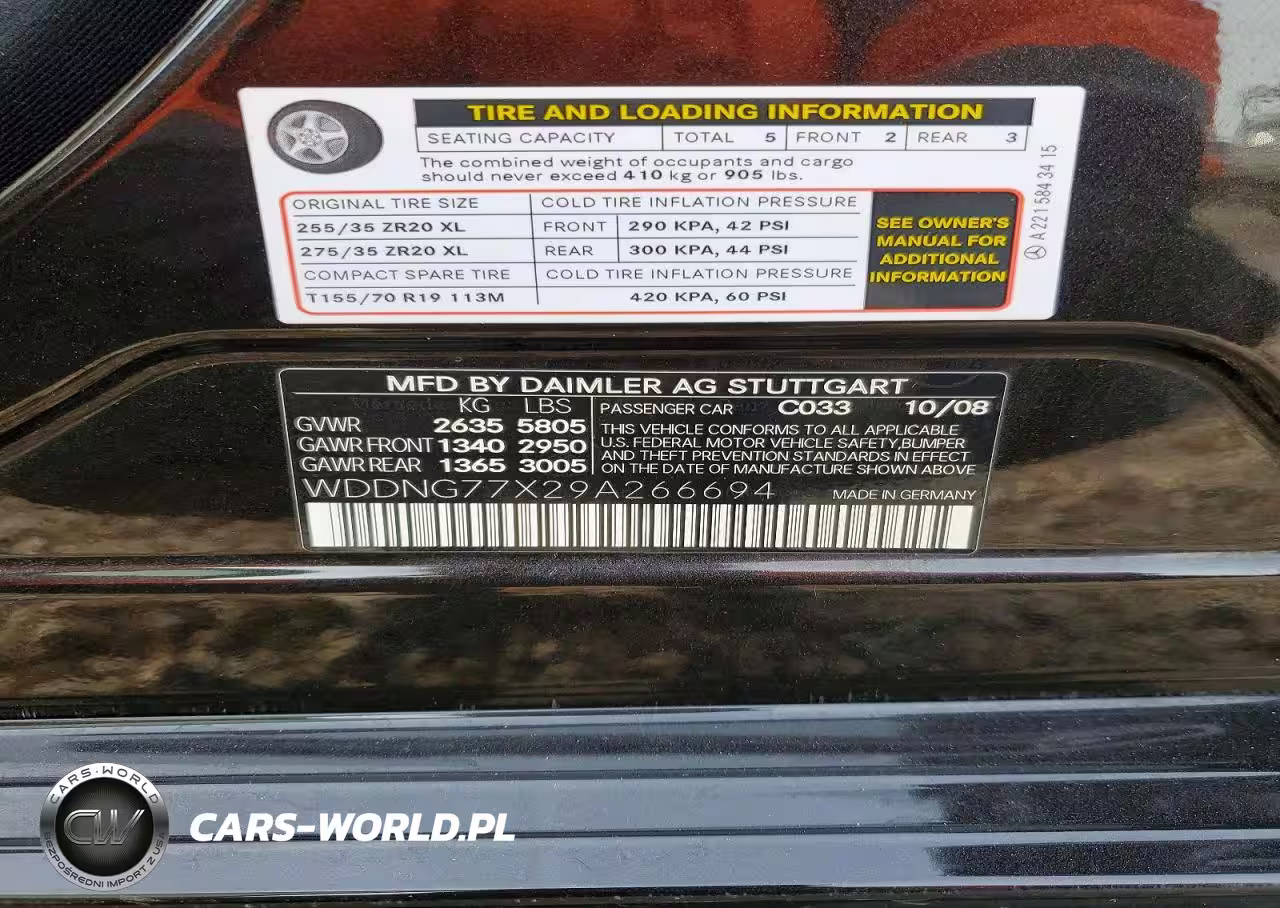 TIRE AND LOADING INFORMATION
SEATING CAPACITY TOTAL 5 FRONT 2 REAR 3
The combined weight of occupants and cargo
should never exceed 410 kg or 905 lbs.
ORIGINAL TIRE SIZE COLD TIRE INFLATION PRESSURE
255/35 ZR20 XL FRONT 290 KPA, 42 PSI
275/35 ZR20 XL REAR 300 KPA, 44 PSI
COMPACT SPARE TIRE COLD TIRE INFLATION PRESSURE
T155/70 R19 113M 420 KPA, 60 PSI
SEE OWNER'S
MANUAL FOR
ADDITIONAL
INFORMATION
A 221 584 34 15
MFD BY DAIMLER AG STUTTGART
KG LBS
GVWR 2635 5805
GAWR FRONT 1340 2950
GAWR REAR 1365 3005
PASSENGER CAR C033 10/08
THIS VEHICLE CONFORMS TO ALL APPLICABLE
U.S. FEDERAL MOTOR VEHICLE SAFETY,BUMPER
AND THEFT PREVENTION STANDARDS IN EFFECT
ON THE DATE OF MANUFACTURE SHOWN ABOVE
WDDNG77X29A266694 MADE IN GERMANY
CARS-WORLD
CW
BEZPOŚREDNI IMPORT Z USA
CARS-WORLD.PL